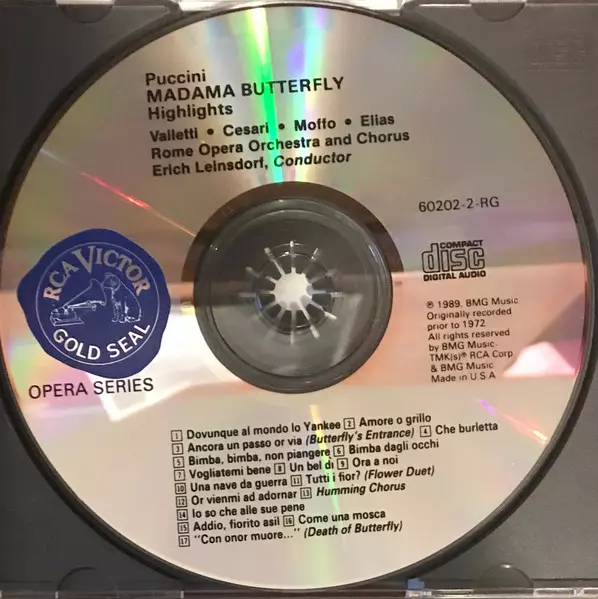 Puccini
MADAMA BUTTERFLY
Highlights
Valletti • Cesari • Moffo • Elias
Rome Opera Orchestra and Chorus
Erich Leinsdorf, Conductor
60202-2-RG
COMPACT
disc
DIGITAL AUDIO
RCA VICTOR
GOLD SEAL
OPERA SERIES
℗ 1989, BMG Music
Originally recorded
prior to 1972
All rights reserved
by BMG Music.
TMK(s)® RCA Corp.
& BMG Music.
Made in U.S.A
1 Dovunque al mondo lo Yankee 2 Amore o grillo
3 Ancora un passo or via (Butterfly's Entrance) 4 Che burletta
5 Bimba, bimba, non piangere 6 Bimba dagli occhi
7 Vogliatemi bene 8 Un bel di 9 Ora a noi
10 Una nave da guerra 11 Tutti i fior? (Flower Duet)
12 Or vienmi ad adornar 13 Humming Chorus
14 Io so che alle sue pene
15 Addio, fiorito asil 16 Come una mosca
17 "Con onor muore..." (Death of Butterfly)